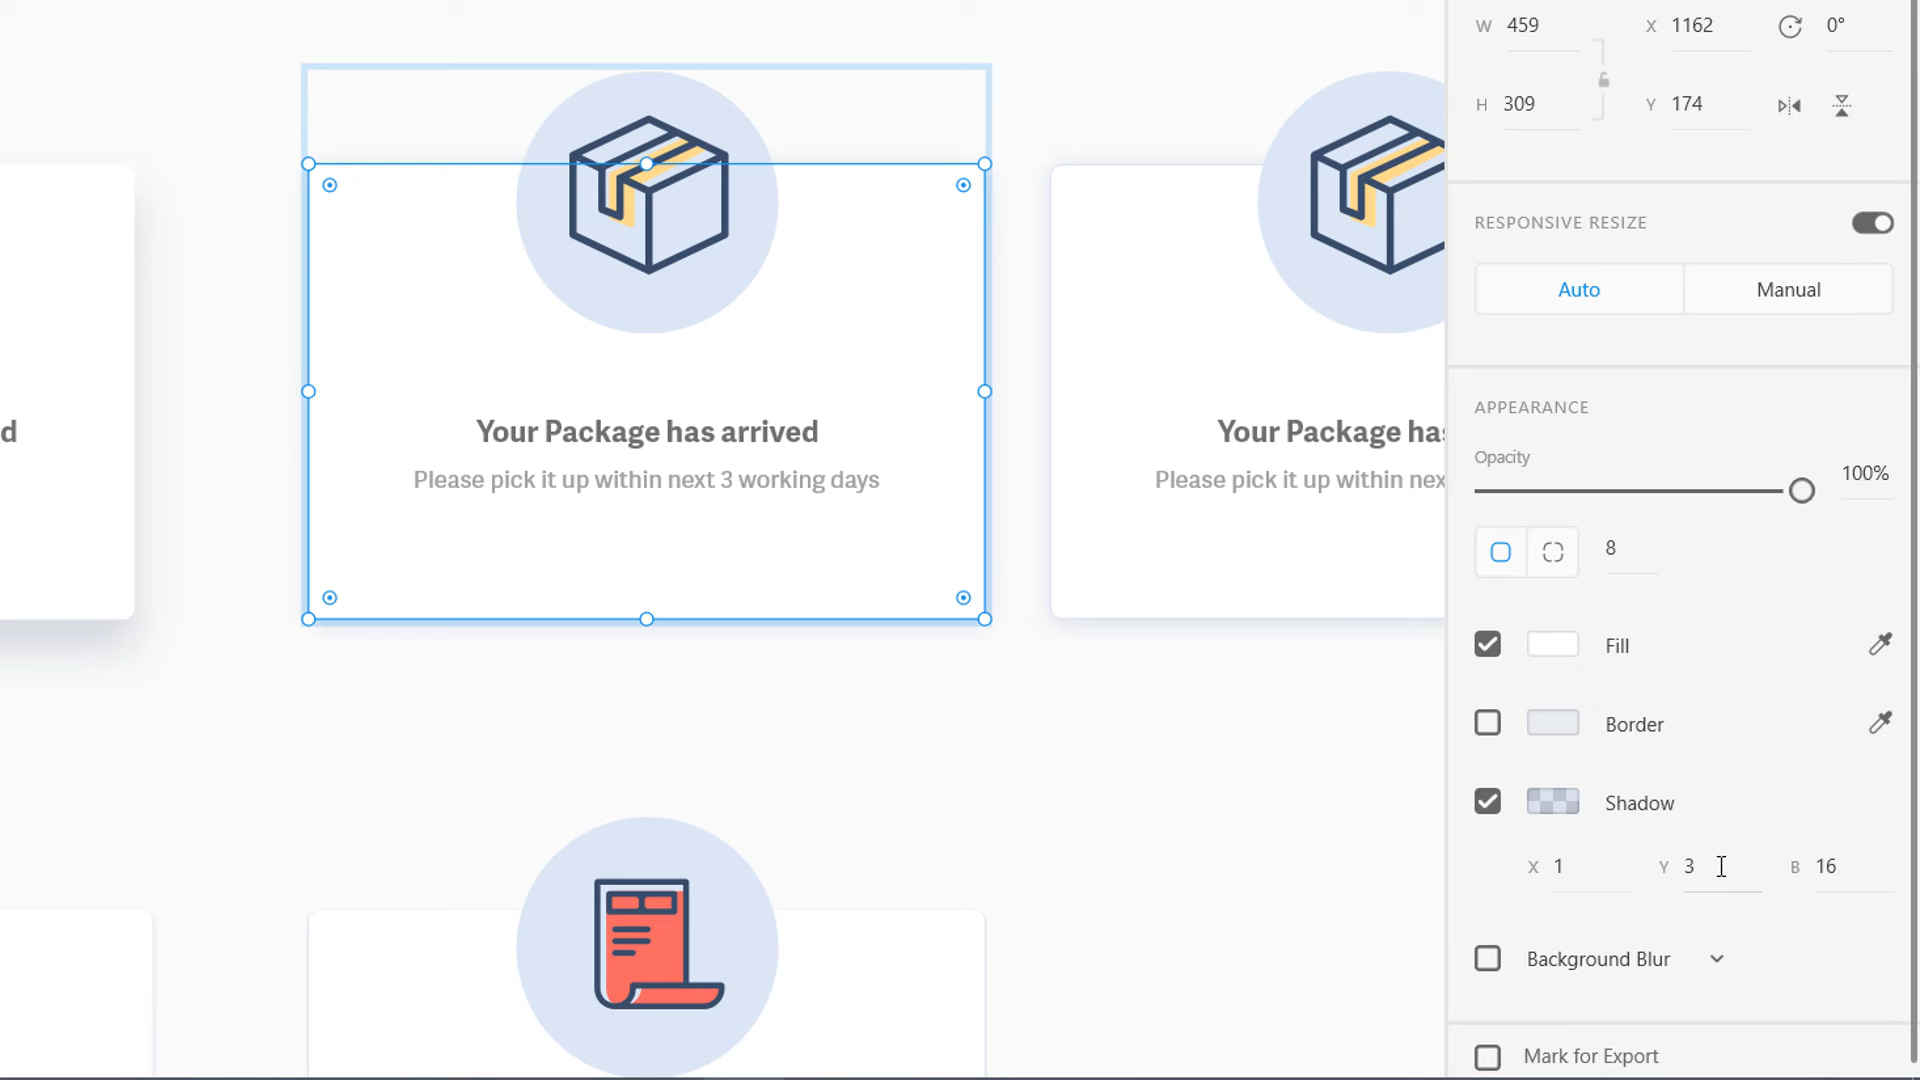 W 459 X 1162 0°
H 309 Y 174
RESPONSIVE RESIZE
Auto Manual
APPEARANCE
Opacity
100%
8
Fill
Border
Shadow
X 1 Y 3 B 16
Background Blur
Mark for Export
d
Your Package has arrived
Please pick it up within next 3 working days
Your Package has
Please pick it up within nex